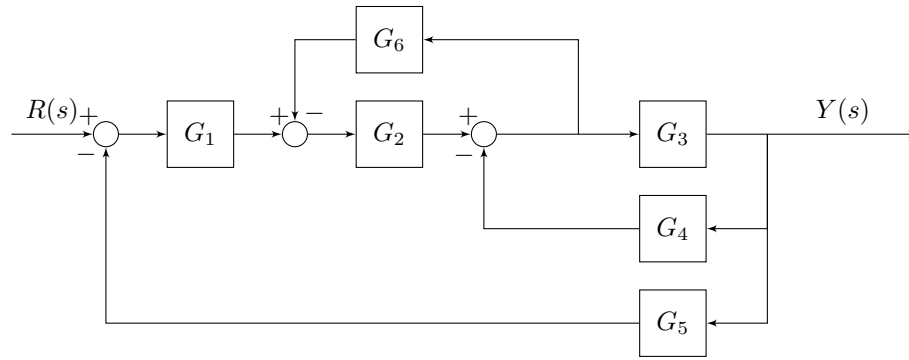 G₆
R(s)
+
−
G₁
+
−
G₂
+
−
G₃
Y(s)
G₄
G₅